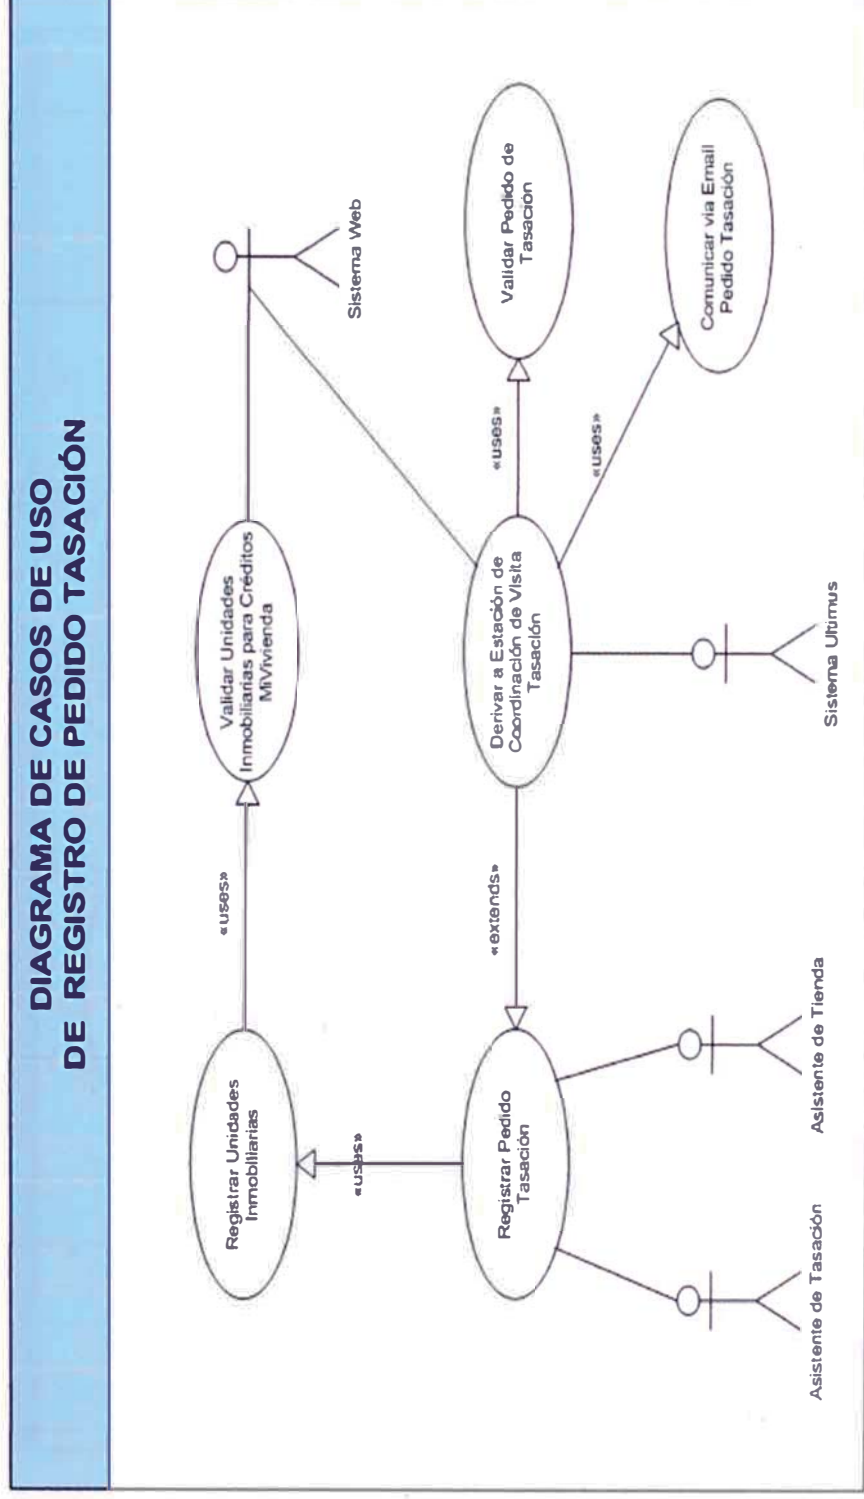 DIAGRAMA DE CASOS DE USO
DE REGISTRO DE PEDIDO TASACIÓN
Registrar Unidades
Inmobiliarias
«uses»
Validar Unidades
Inmobiliarias para Créditos
MiVivienda
Sistema Web
«uses»
Registrar Pedido
Tasación
«extends»
Derivar a Estación de
Coordinación de Visita
Tasación
«uses»
Validar Pedido de
Tasación
«uses»
Comunicar via Email
Pedido Tasación
Asistente de Tasación
Asistente de Tienda
Sistema Ultimus